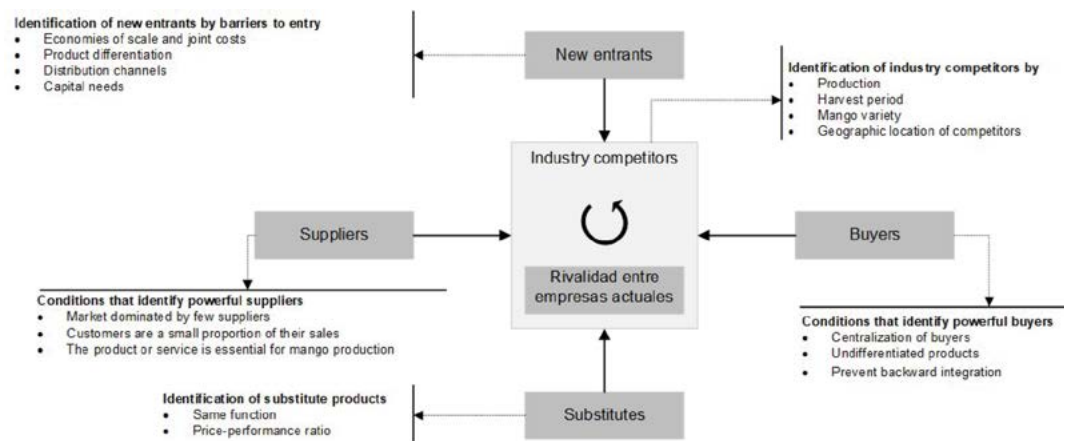 Identification of new entrants by barriers to entry
• Economies of scale and joint costs
• Product differentiation
• Distribution channels
• Capital needs
New entrants
Identification of industry competitors by
• Production
• Harvest period
• Mango variety
• Geographic location of competitors
Industry competitors
Suppliers
Buyers
Rivalidad entre
empresas actuales
Conditions that identify powerful suppliers
• Market dominated by few suppliers
• Customers are a small proportion of their sales
• The product or service is essential for mango production
Conditions that identify powerful buyers
• Centralization of buyers
• Undifferentiated products
• Prevent backward integration
Identification of substitute products
• Same function
• Price-performance ratio
Substitutes